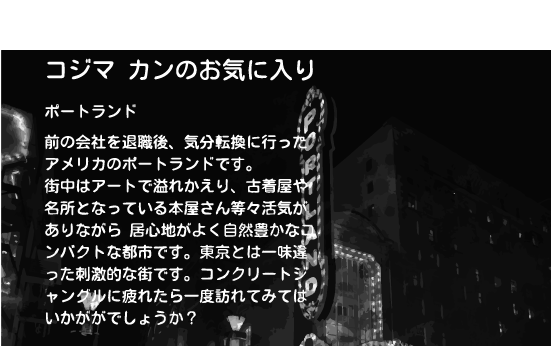 コジマ カンのお気に入り
ポートランド
前の会社を退職後、気分転換に行った
アメリカのポートランドです。
街中はアートで溢れかえり、古着屋や
名所となっている本屋さん等々活気が
ありながら 居心地がよく自然豊かなコ
ンパクトな都市です。東京とは一味違
った刺激的な街です。コンクリートジ
ャングルに疲れたら一度訪れてみては
いかがでしょうか？
PORTLAND